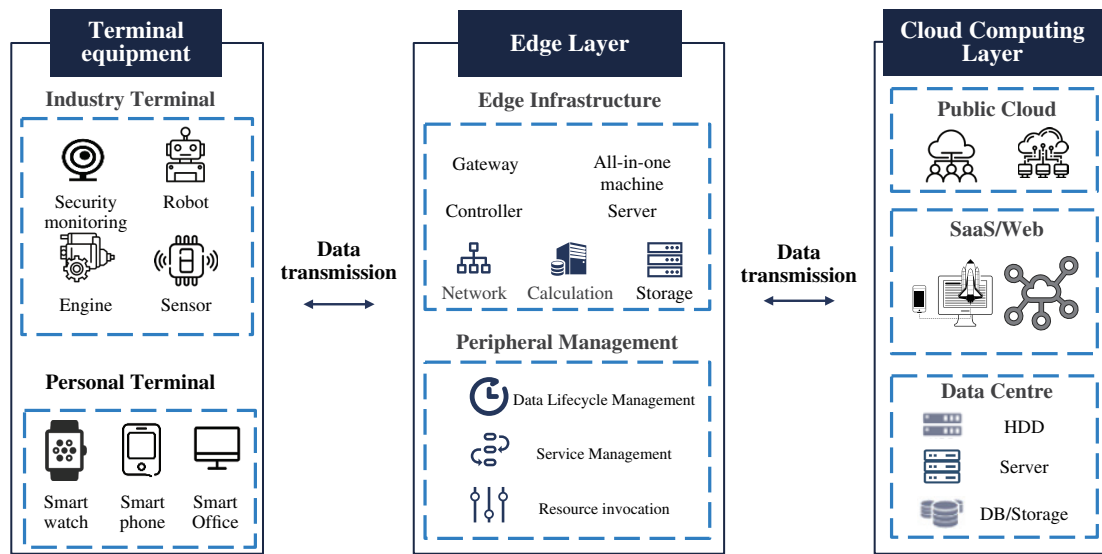 Terminal
equipment
Industry Terminal
Security
monitoring
Robot
Engine
Sensor
Personal Terminal
Smart
watch
Smart
phone
Smart
Office
Data
transmission
Edge Layer
Edge Infrastructure
Gateway
All-in-one
machine
Controller
Server
Network
Calculation
Storage
Peripheral Management
Data Lifecycle Management
Service Management
Resource invocation
Data
transmission
Cloud Computing
Layer
Public Cloud
SaaS/Web
Data Centre
HDD
Server
DB/Storage